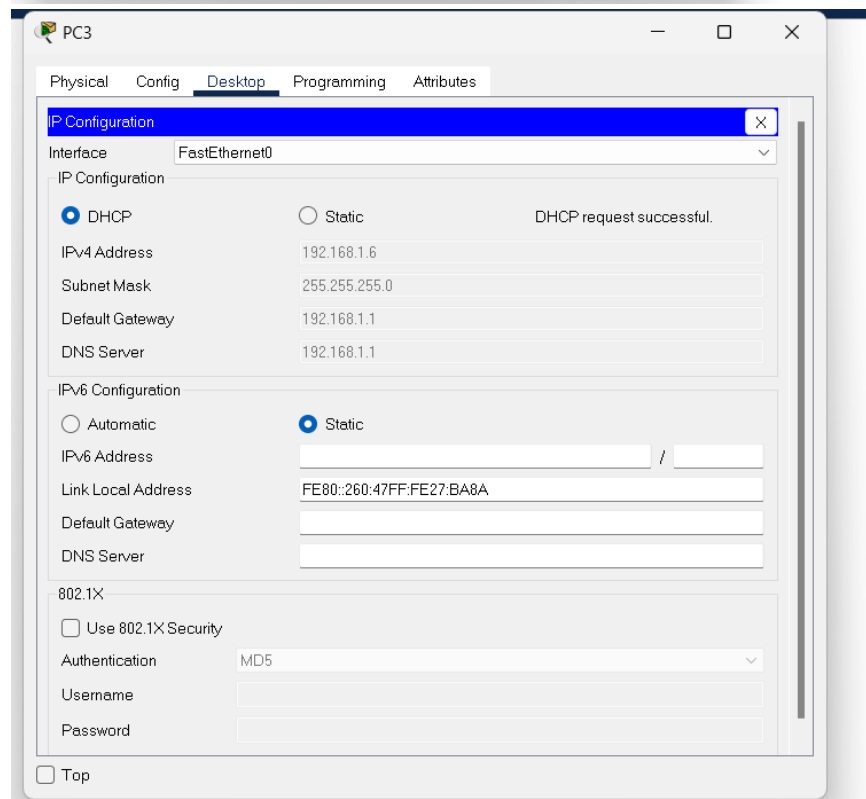 PC3
Physical Config Desktop Programming Attributes
IP Configuration X
Interface FastEthernet0
IP Configuration
DHCP Static DHCP request successful.
IPv4 Address 192.168.1.6
Subnet Mask 255.255.255.0
Default Gateway 192.168.1.1
DNS Server 192.168.1.1
IPv6 Configuration
Automatic Static
IPv6 Address /
Link Local Address FE80::260:47FF:FE27:BA8A
Default Gateway
DNS Server
802.1X
Use 802.1X Security
Authentication MD5
Username
Password
Top